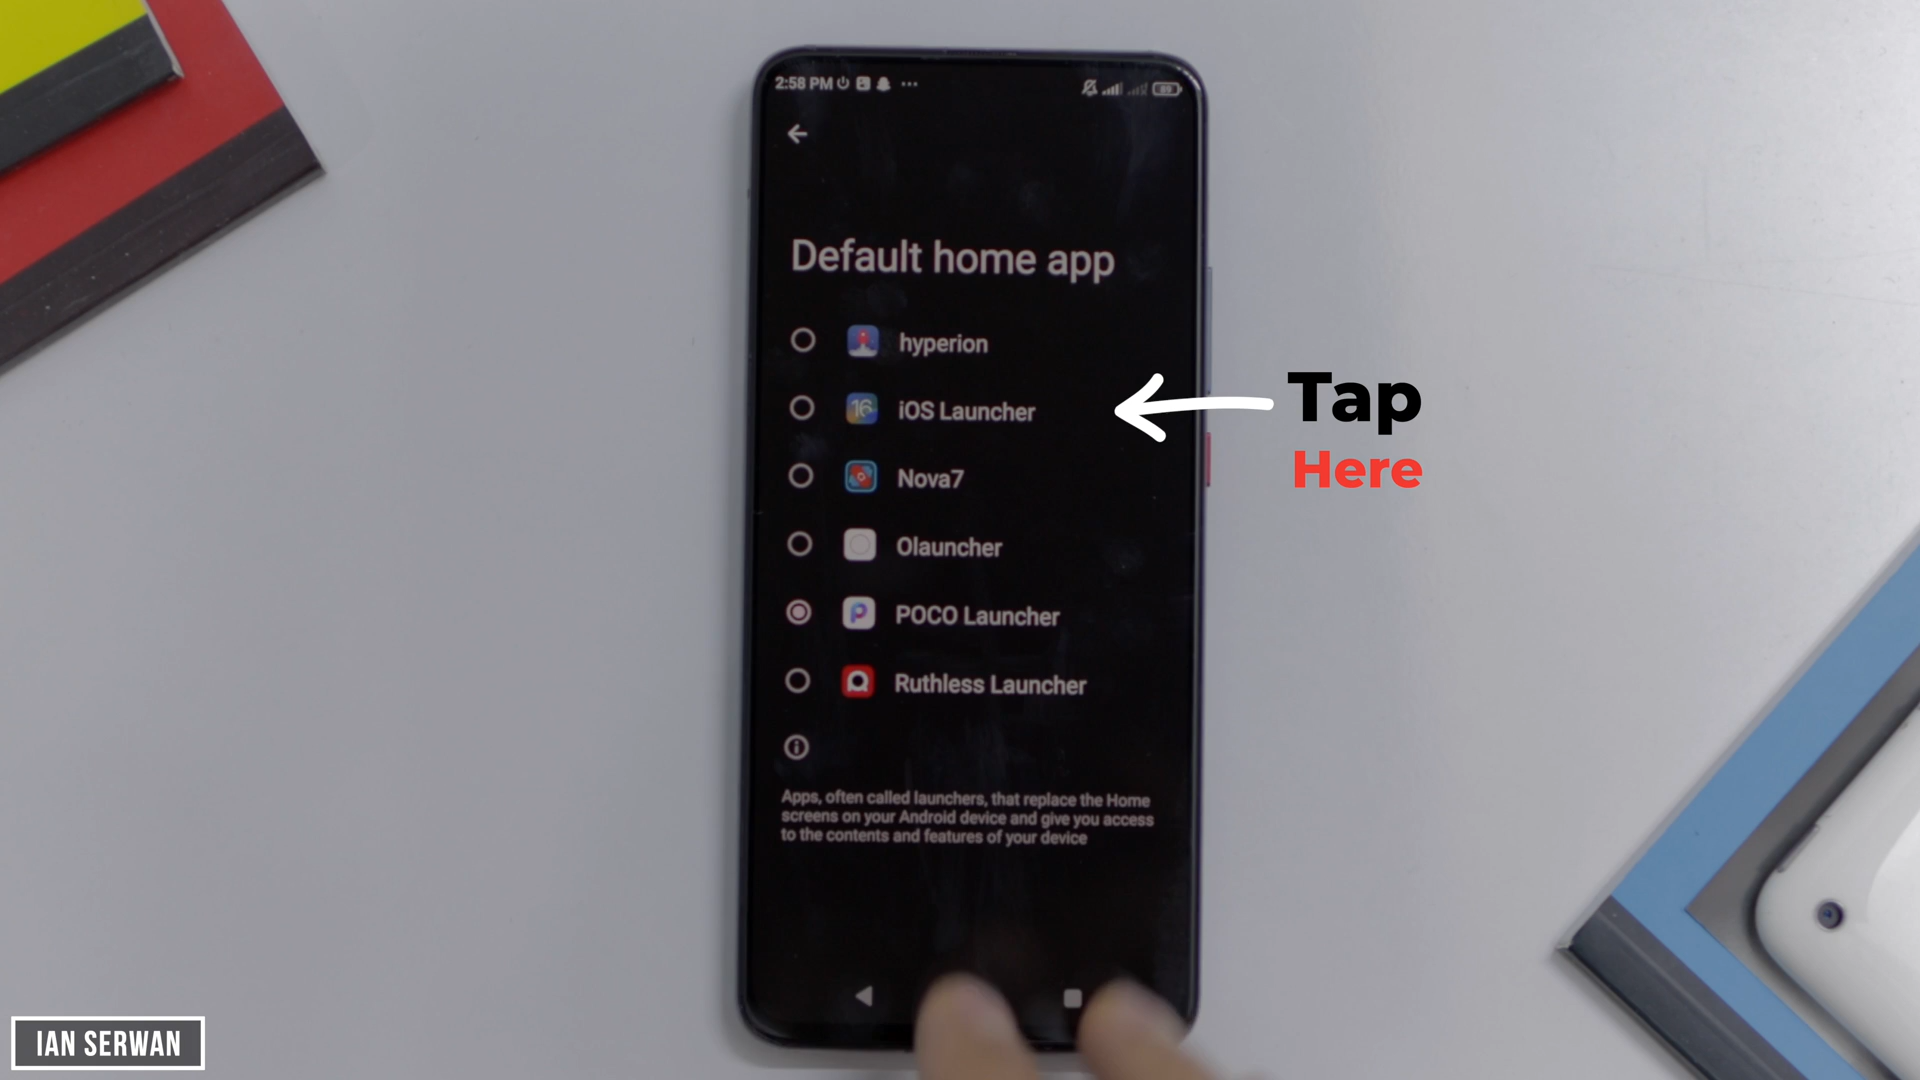 2:58 PM
89
Default home app
hyperion
16
iOS Launcher
Nova7
Olauncher
POCO Launcher
Ruthless Launcher
Apps, often called launchers, that replace the Home
screens on your Android device and give you access
to the contents and features of your device
Tap
Here
IAN SERWAN